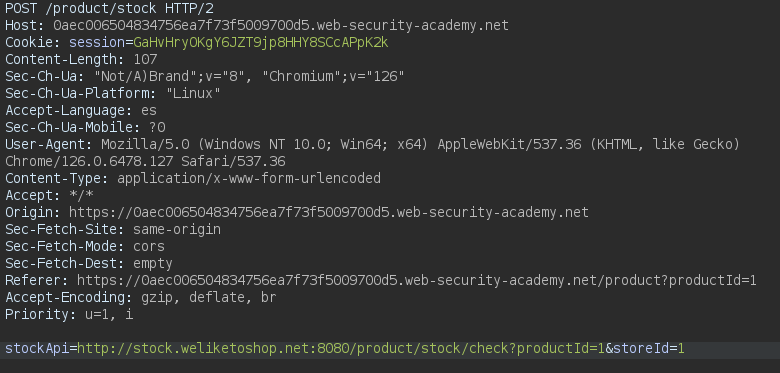 POST /product/stock HTTP/2
Host: 0aec006504834756ea7f73f5009700d5.web-security-academy.net
Cookie: session=GaHvHryOKgY6JZT9jp8HHY8SCcAPpK2k
Content-Length: 107
Sec-Ch-Ua: "Not/A)Brand";v="8", "Chromium";v="126"
Sec-Ch-Ua-Platform: "Linux"
Accept-Language: es
Sec-Ch-Ua-Mobile: ?0
User-Agent: Mozilla/5.0 (Windows NT 10.0; Win64; x64) AppleWebKit/537.36 (KHTML, like Gecko)
Chrome/126.0.6478.127 Safari/537.36
Content-Type: application/x-www-form-urlencoded
Accept: */*
Origin: https://0aec006504834756ea7f73f5009700d5.web-security-academy.net
Sec-Fetch-Site: same-origin
Sec-Fetch-Mode: cors
Sec-Fetch-Dest: empty
Referer: https://0aec006504834756ea7f73f5009700d5.web-security-academy.net/product?productId=1
Accept-Encoding: gzip, deflate, br
Priority: u=1, i
stockApi=http://stock.weliketoshop.net:8080/product/stock/check?productId=1&storeId=1